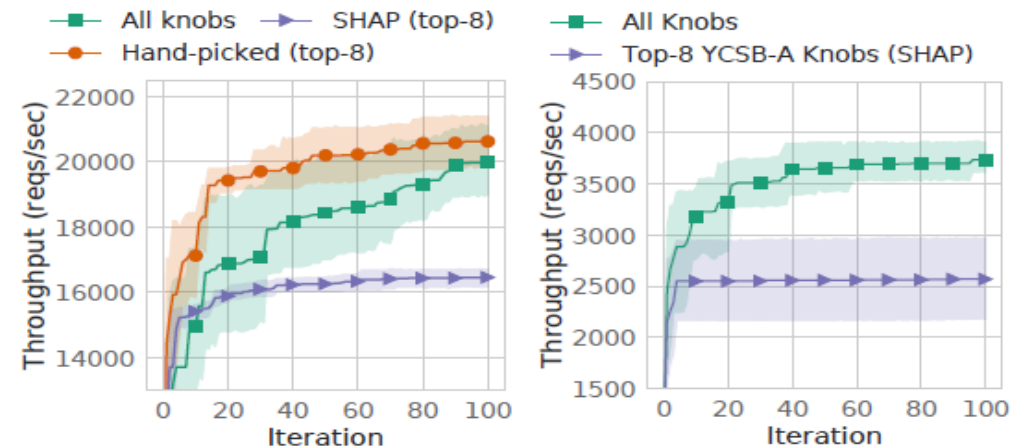 All knobs
SHAP (top-8)
Hand-picked (top-8)
Throughput (reqs/sec)
22000
20000
18000
16000
14000
0 20 40 60 80 100
Iteration
All Knobs
Top-8 YCSB-A Knobs (SHAP)
Throughput (reqs/sec)
4500
4000
3500
3000
2500
2000
1500
0 20 40 60 80 100
Iteration